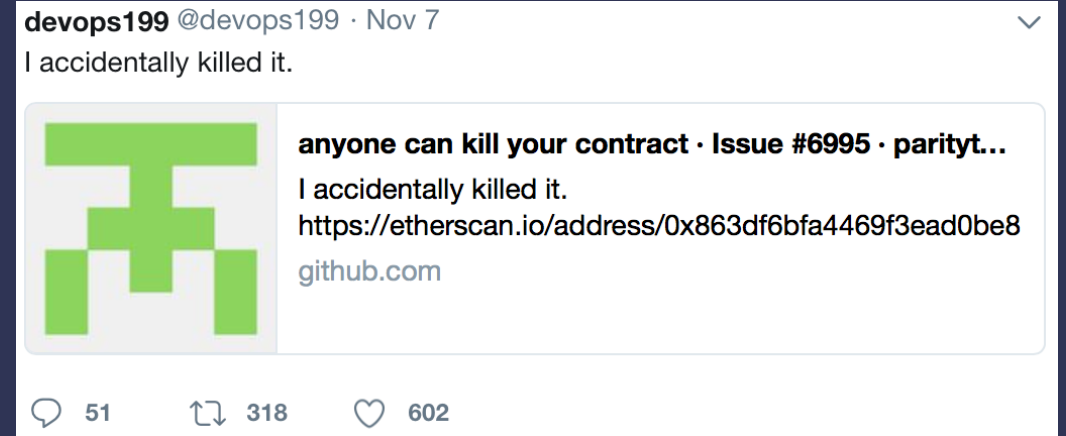 devops199 @devops199 · Nov 7
I accidentally killed it.
anyone can kill your contract · Issue #6995 · parityt...
I accidentally killed it.
https://etherscan.io/address/0x863df6bfa4469f3ead0be8
github.com
51 318 602